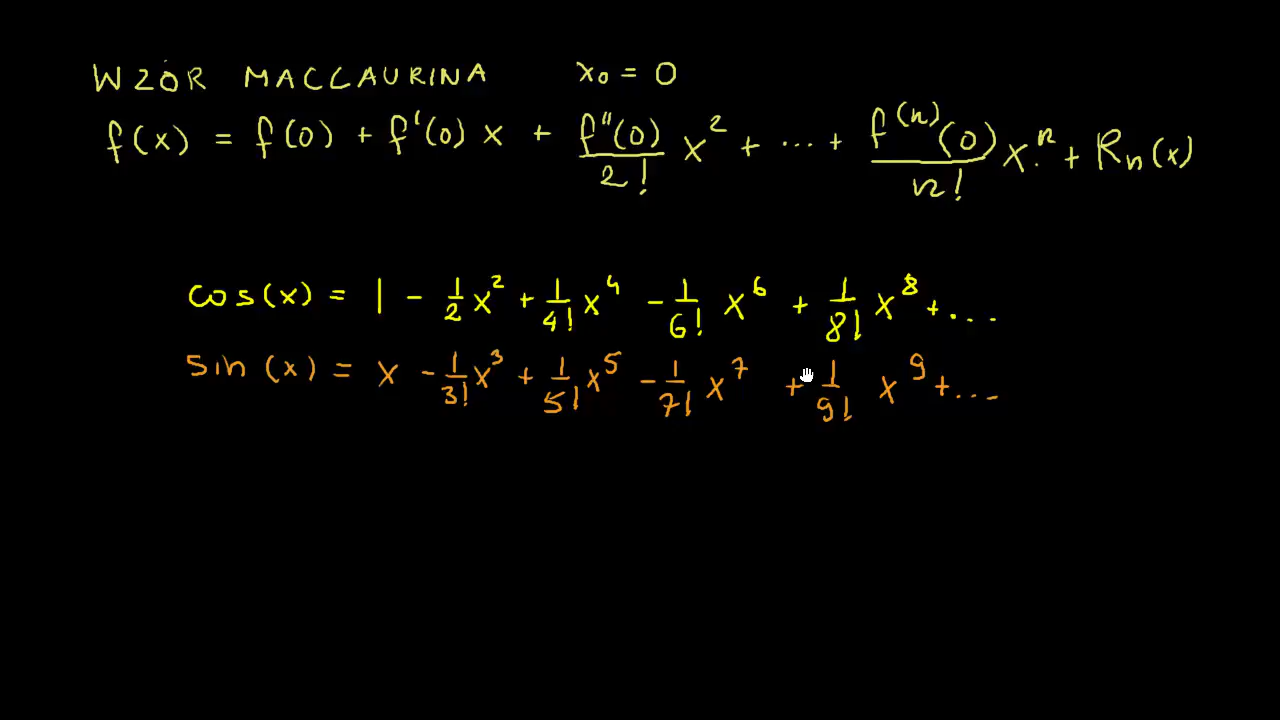 WZÓR MACCAURINA x₀ = 0
f(x) = f(0) + f'(0) x + f''(0)/2! x² + ... + f⁽ⁿ⁾(0)/n! xⁿ + Rₙ(x)
cos(x) = 1 - 1/2 x² + 1/4! x⁴ - 1/6! x⁶ + 1/8! x⁸ + ...
sin(x) = x - 1/3! x³ + 1/5! x⁵ - 1/7! x⁷ + 1/9! x⁹ + ...